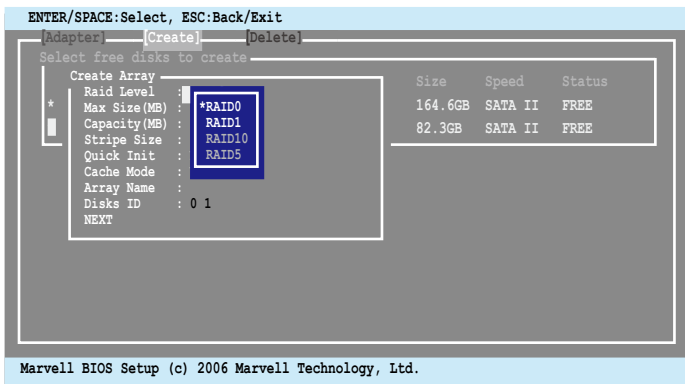 ENTER/SPACE:Select, ESC:Back/Exit
[Adapter] [Create] [Delete]
Select free disks to create
Create Array
Size Speed Status
Raid Level :
* Max Size(MB) : *RAID0 164.6GB SATA II FREE
Capacity(MB) : RAID1 82.3GB SATA II FREE
Stripe Size : RAID10
Quick Init : RAID5
Cache Mode :
Array Name :
Disks ID : 0 1
NEXT
Marvell BIOS Setup (c) 2006 Marvell Technology, Ltd.